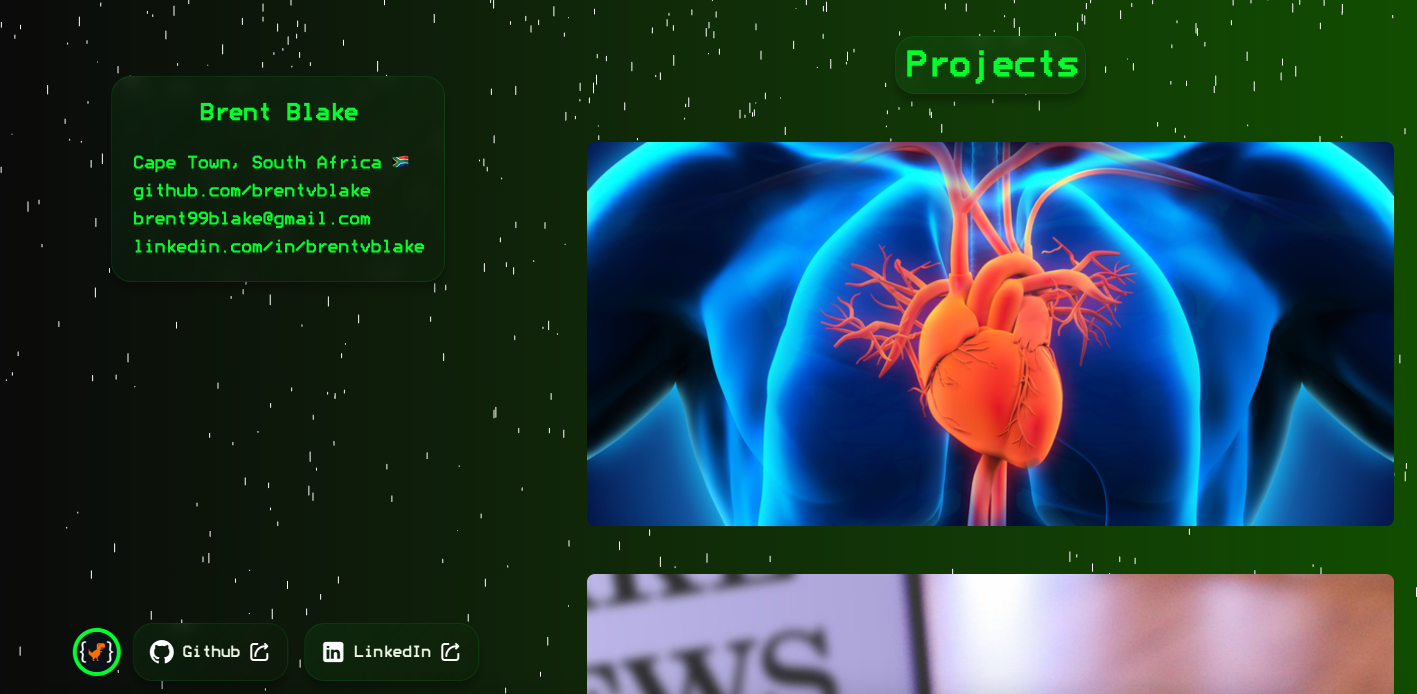 Projects
Brent Blake
Cape Town, South Africa 🇿🇦
github.com/brentvblake
brent99blake@gmail.com
linkedin.com/in/brentvblake
EWS
{ }
Github
LinkedIn